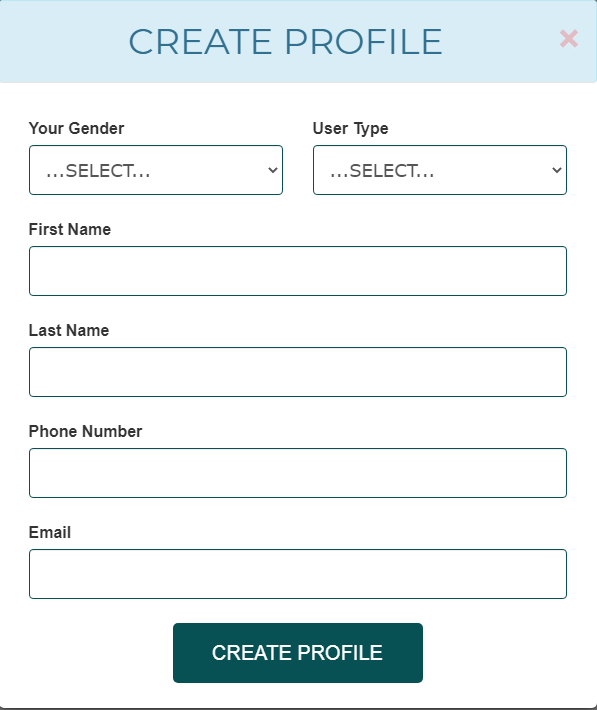 CREATE PROFILE ×
Your Gender User Type
...SELECT... ...SELECT...
First Name
Last Name
Phone Number
Email
CREATE PROFILE